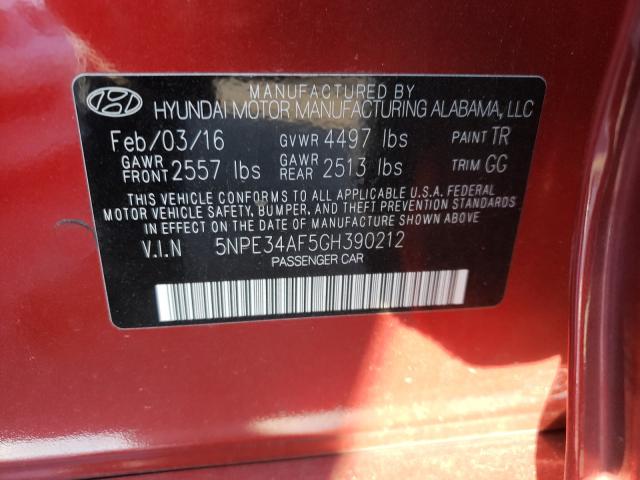 MANUFACTURED BY
HYUNDAI MOTOR MANUFACTURING ALABAMA, LLC
Feb/03/16 GVWR 4497 lbs PAINT TR
GAWR FRONT 2557 lbs GAWR REAR 2513 lbs TRIM GG
THIS VEHICLE CONFORMS TO ALL APPLICABLE U.S.A. FEDERAL
MOTOR VEHICLE SAFETY, BUMPER, AND THEFT PREVENTION STANDARDS
IN EFFECT ON THE DATE OF MANUFACTURE SHOWN ABOVE
V.I.N 5NPE34AF5GH390212
PASSENGER CAR